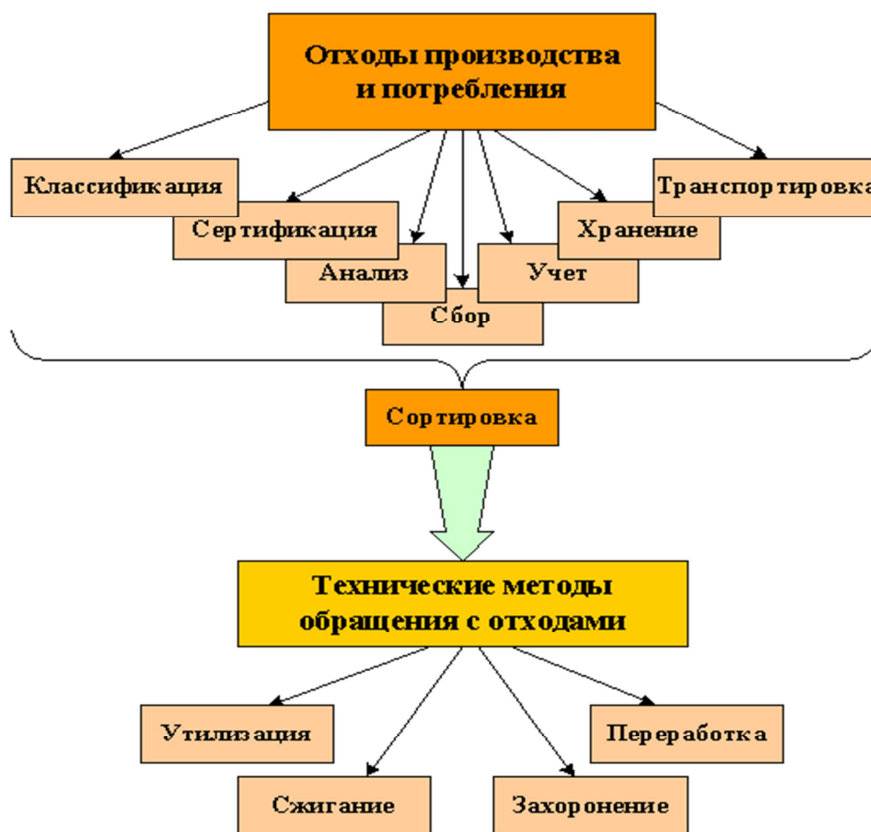 Отходы производства
и потребления
Классификация
Транспортировка
Сертификация
Хранение
Анализ
Учет
Сбор
Сортировка
Технические методы
обращения с отходами
Утилизация
Переработка
Сжигание
Захоронение